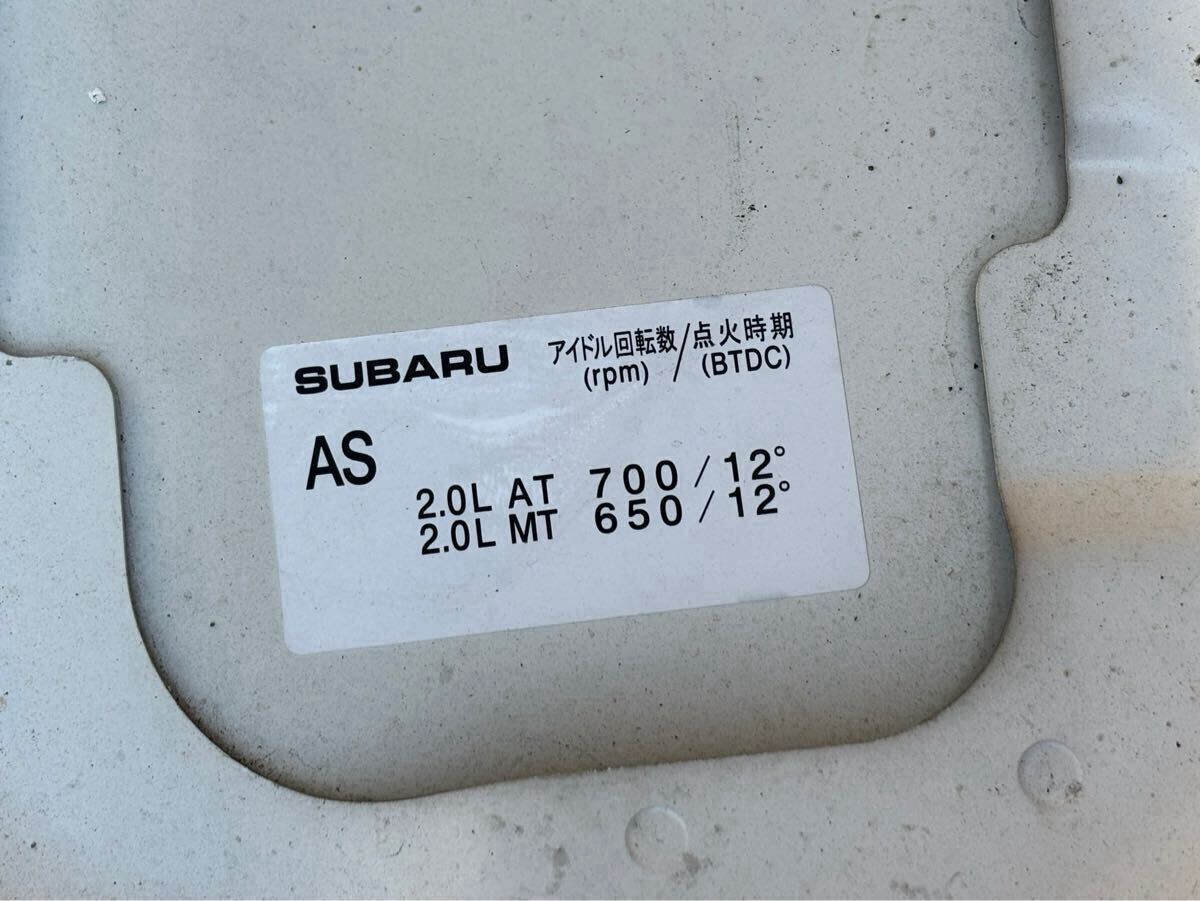 SUBARU アイドル回転数/点火時期
(rpm) / (BTDC)
AS
2.0L AT 700/12°
2.0L MT 650/12°